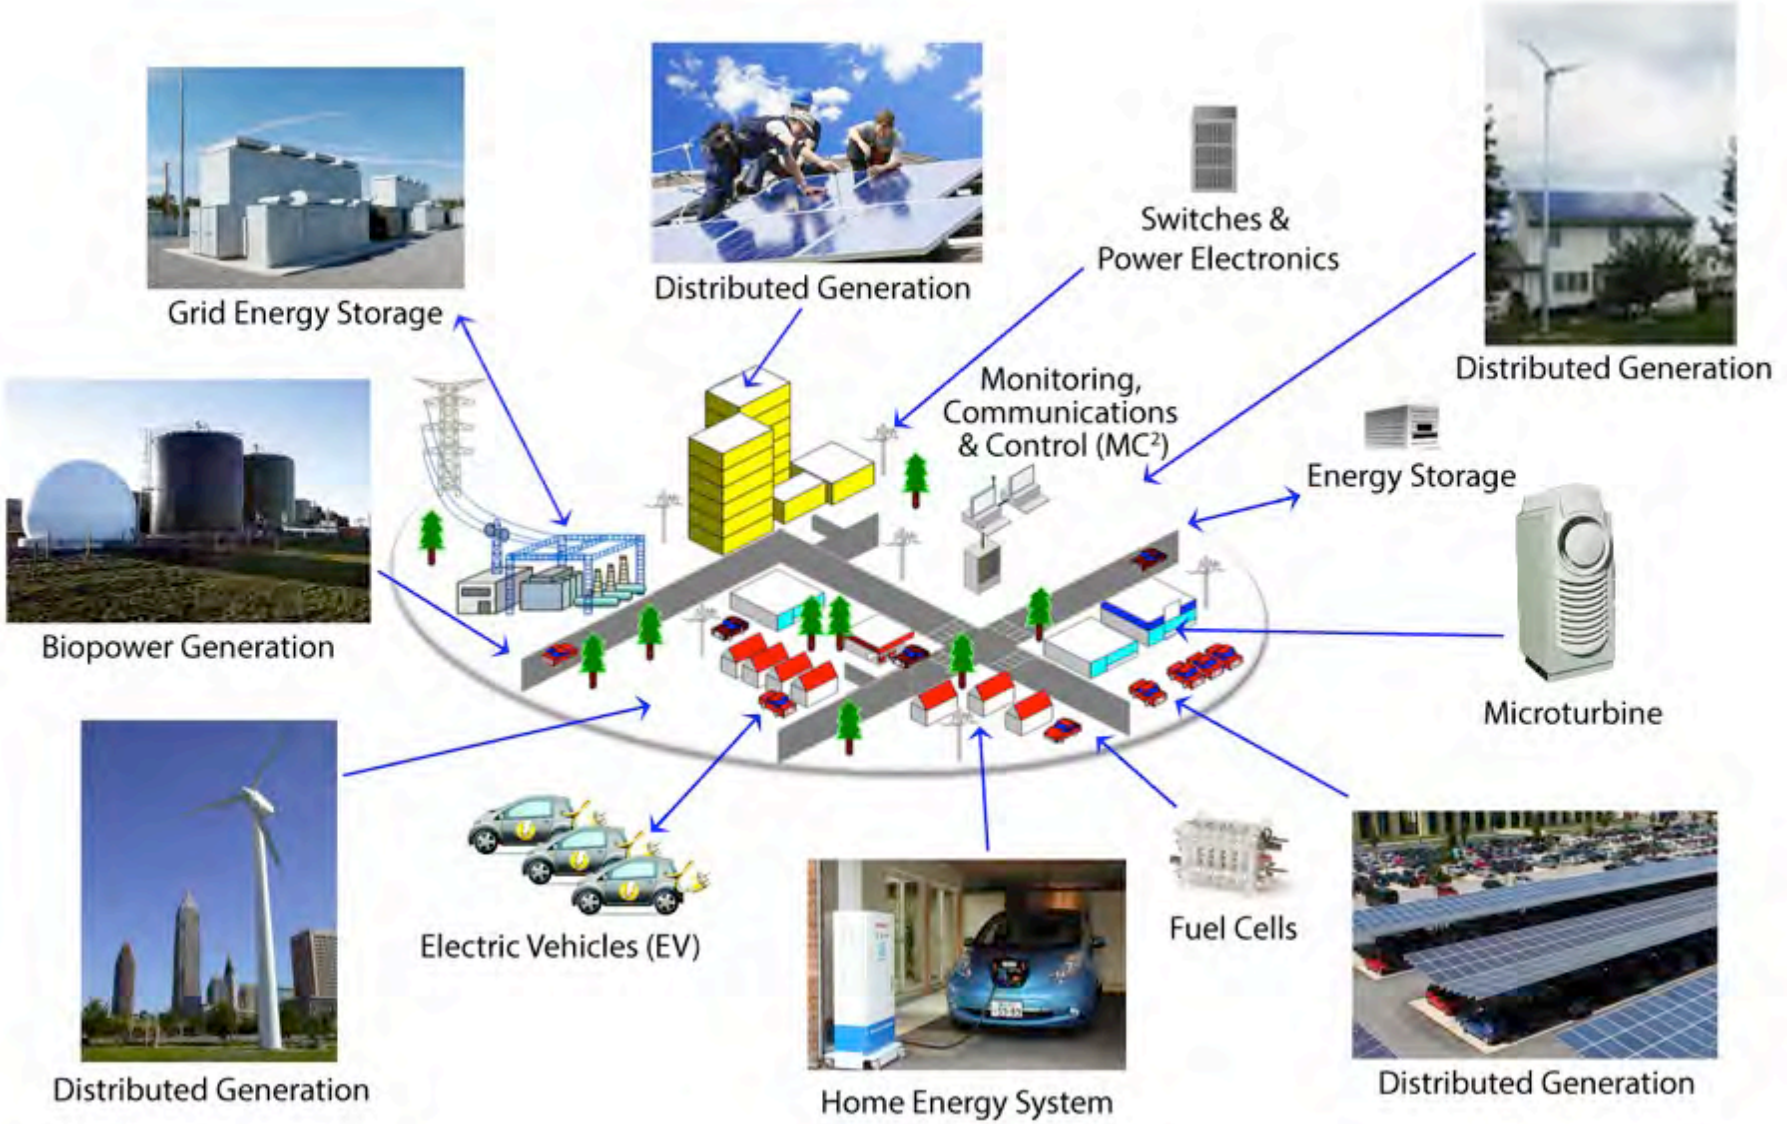 Distributed Generation
Switches &
Power Electronics
Grid Energy Storage
Distributed Generation
Monitoring,
Communications
& Control (MC²)
Energy Storage
Biopower Generation
Microturbine
Electric Vehicles (EV)
Fuel Cells
Distributed Generation
Home Energy System
Distributed Generation